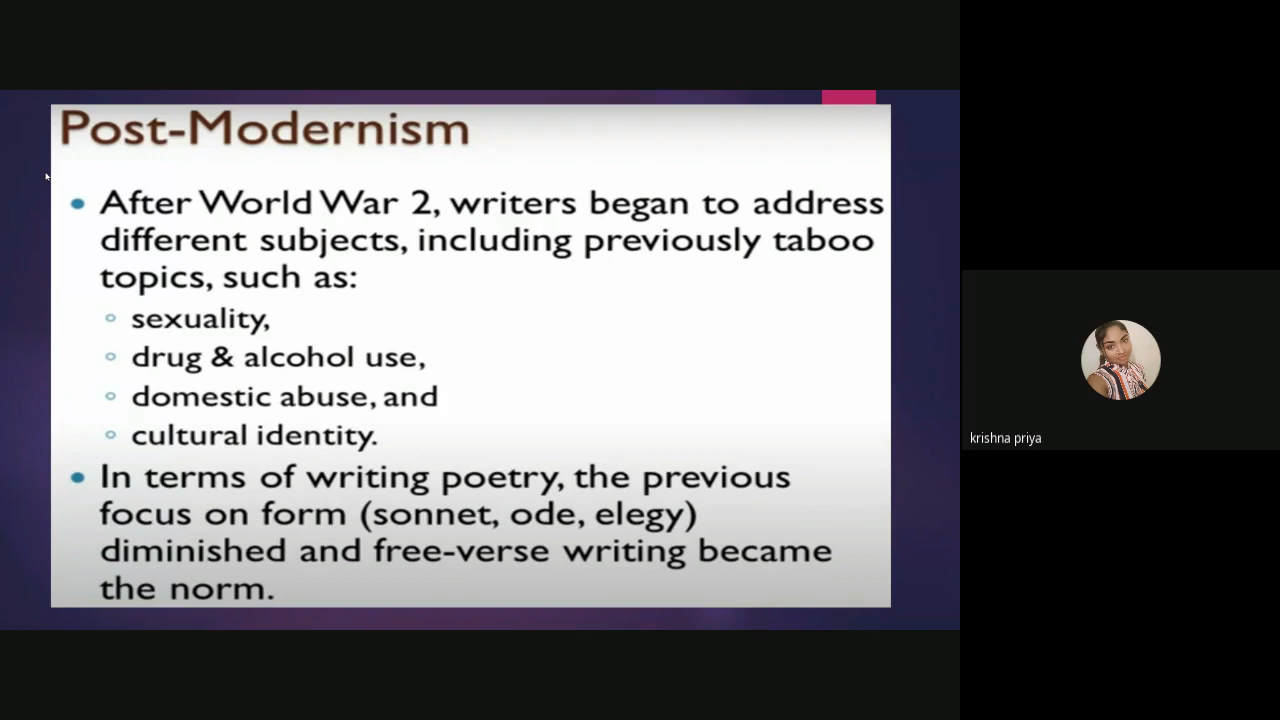 Post-Modernism
After World War 2, writers began to address
different subjects, including previously taboo
topics, such as:
sexuality,
drug & alcohol use,
domestic abuse, and
cultural identity.
In terms of writing poetry, the previous
focus on form (sonnet, ode, elegy)
diminished and free-verse writing became
the norm.
krishna priya